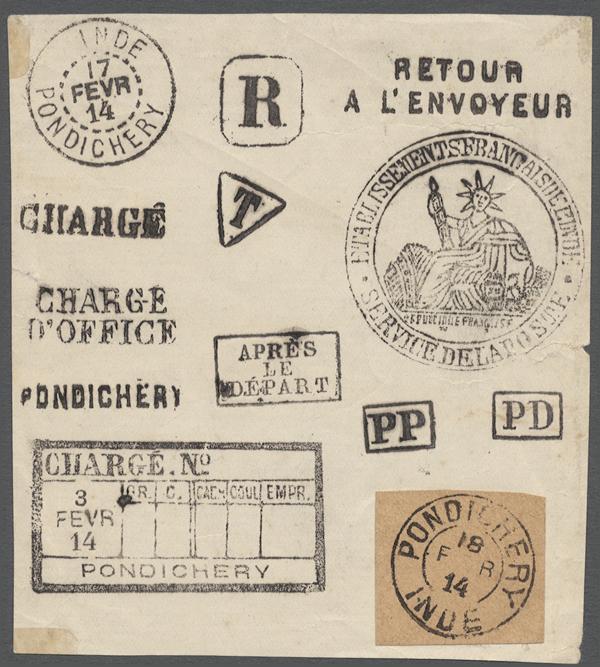 INDE
17
FEVR
14
PONDICHERY
R
RETOUR
A L'ENVOYEUR
CHARGÉ
T
ETABLISSEMENTS FRANÇAIS DE L'INDE
REPUBLIQUE FRANÇAISE
SERVICE DE LA POSTE
CHARGÉ
D'OFFICE
APRÈS
LE
DÉPART
PONDICHÉRY
PP
PD
CHARGÉ. Nº
3
FEVR
14
GR. C. CACH COUL EMPR.
PONDICHERY
PONDICHERY
18
F R
14
INDE